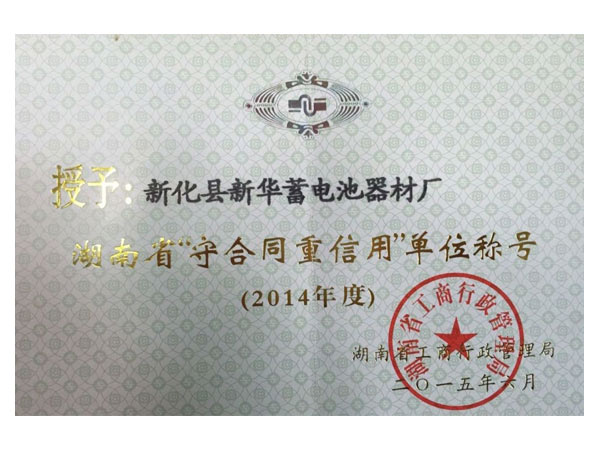 授予：新化县新华蓄电池器材厂
湖南省“守合同重信用”单位称号
(2014年度)
湖南省工商行政管理局
湖南省工商行政管理局
二〇一五年六月